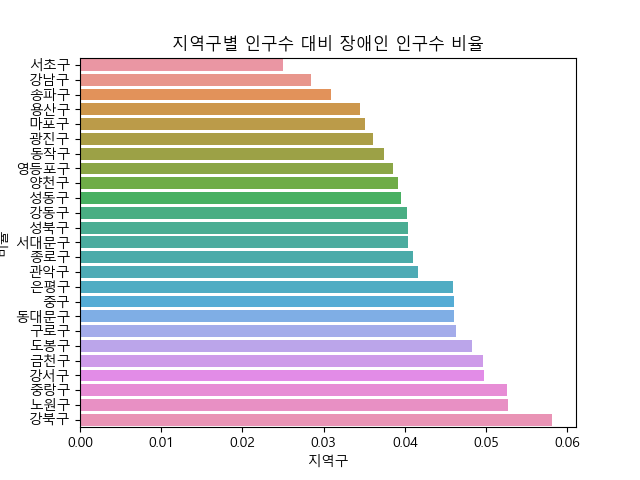 지역구별 인구수 대비 장애인 인구수 비율
서초구
강남구
송파구
용산구
마포구
광진구
동작구
영등포구
양천구
성동구
강동구
성북구
서대문구
종로구
관악구
은평구
중구
동대문구
구로구
도봉구
금천구
강서구
중랑구
노원구
강북구
비율
0.00 0.01 0.02 0.03 0.04 0.05 0.06
지역구